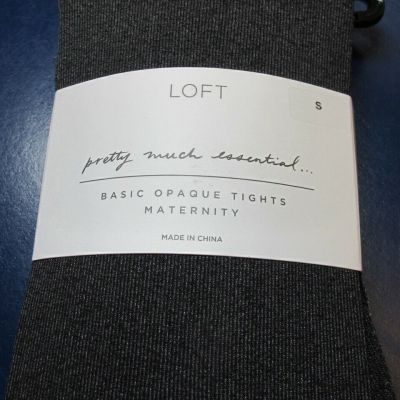 LOFT
S
pretty much essential...
BASIC OPAQUE TIGHTS
MATERNITY
MADE IN CHINA